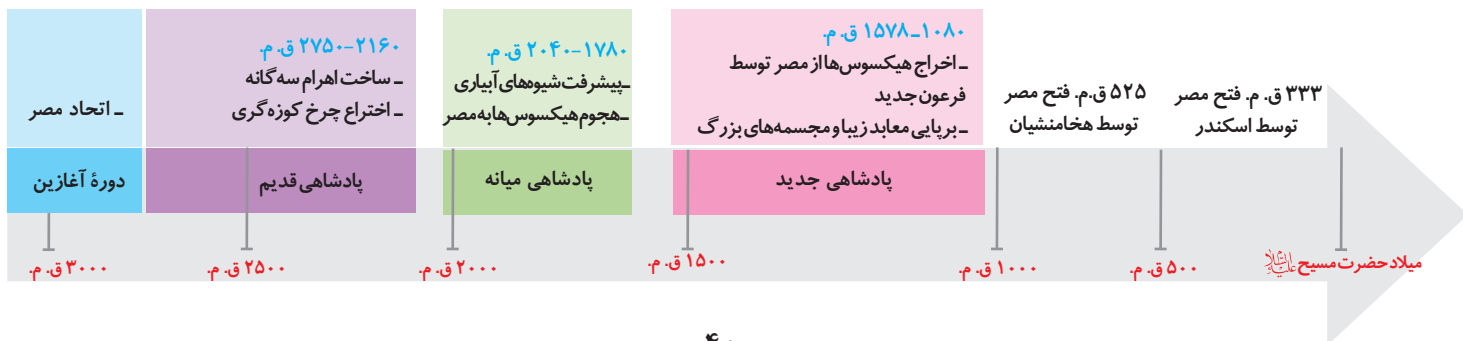 ـ اتحاد مصر
دورۀ آغازین
۲۷۵۰-۲۱۶۰ ق.م.
ـ ساخت اهرام سه‌گانه
ـ اختراع چرخ کوزه‌گری
پادشاهی قدیم
۲۰۴۰-۱۷۸۰ ق.م.
ـ پیشرفت شیوه‌های آبیاری
ـ هجوم هیکسوس‌ها به مصر
پادشاهی میانه
۱۰۸۰ـ۱۵۷۸ ق.م.
ـ اخراج هیکسوس‌ها از مصر توسط
فرعون جدید
ـ برپایی معابد زیبا و مجسمه‌های بزرگ
پادشاهی جدید
۵۲۵ ق.م. فتح مصر
توسط هخامنشیان
۳۳۳ ق.م. فتح مصر
توسط اسکندر
۳۰۰۰ ق.م.
۲۵۰۰ ق.م.
۲۰۰۰ ق.م.
۱۵۰۰ ق.م.
۱۰۰۰ ق.م.
۵۰۰ ق.م.
میلاد حضرت مسیح علیه‌السلام